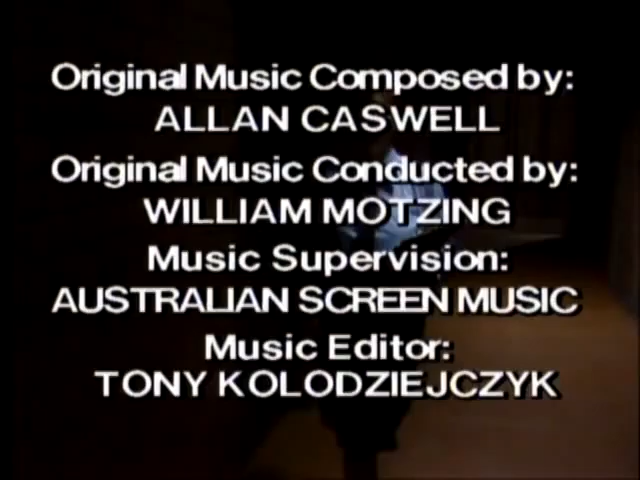 Original Music Composed by:
ALLAN CASWELL
Original Music Conducted by:
WILLIAM MOTZING
Music Supervision:
AUSTRALIAN SCREEN MUSIC
Music Editor:
TONY KOLODZIEJCZYK